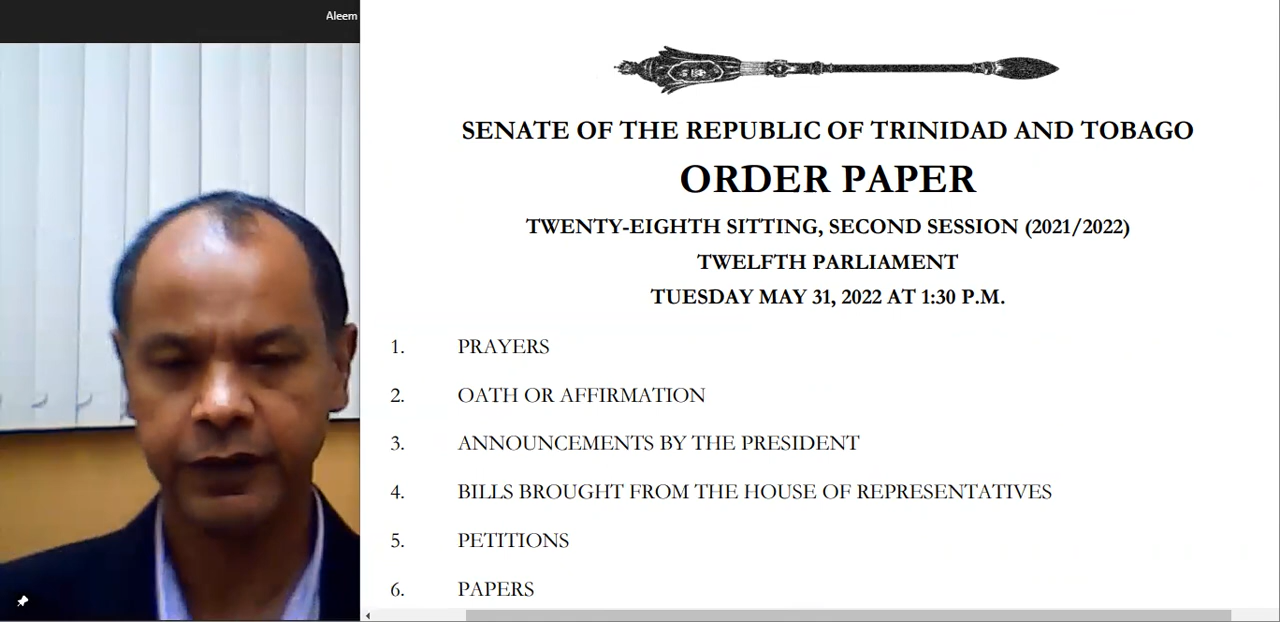 Aleem
SENATE OF THE REPUBLIC OF TRINIDAD AND TOBAGO
ORDER PAPER
TWENTY-EIGHTH SITTING, SECOND SESSION (2021/2022)
TWELFTH PARLIAMENT
TUESDAY MAY 31, 2022 AT 1:30 P.M.
1. PRAYERS
2. OATH OR AFFIRMATION
3. ANNOUNCEMENTS BY THE PRESIDENT
4. BILLS BROUGHT FROM THE HOUSE OF REPRESENTATIVES
5. PETITIONS
6. PAPERS